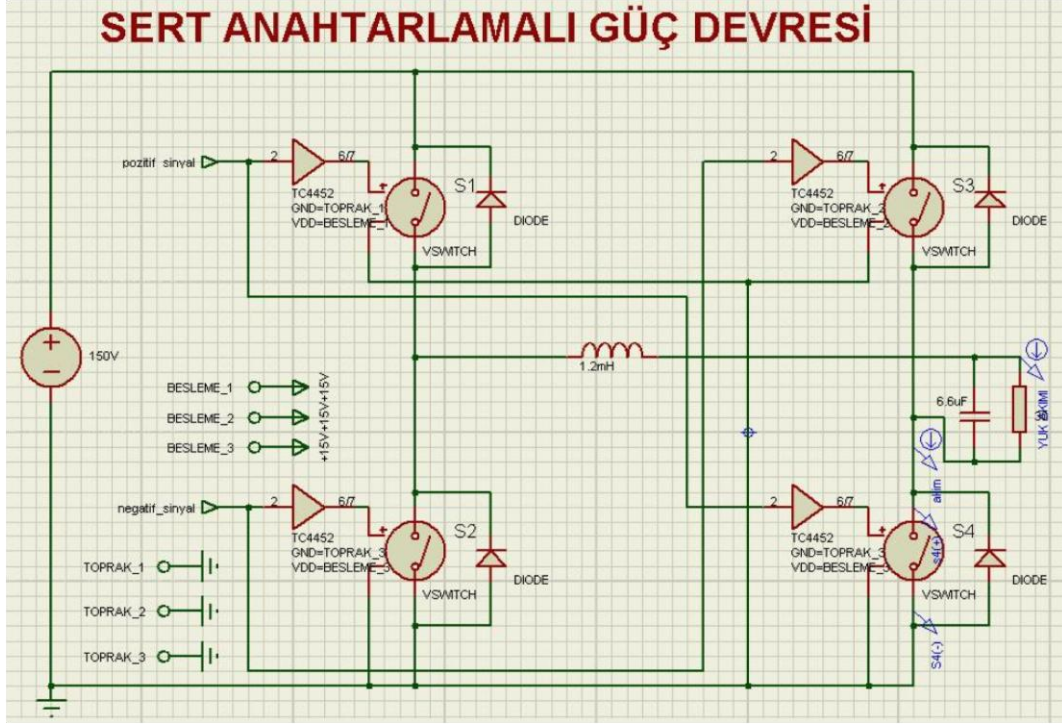 SERT ANAHTARLAMALI GÜÇ DEVRESİ
pozitif_sinyal
2
6/7
TC4452
GND=TOPRAK_1
VDD=BESLEME_1
S1
DIODE
VSWITCH
2
6/7
TC4452
GND=TOPRAK_2
VDD=BESLEME_2
S3
DIODE
VSWITCH
150V
1.2mH
BESLEME_1
+15V
BESLEME_2
+15V
BESLEME_3
+15V
6.6uF
YUK AKIMI
akim
negatif_sinyal
2
6/7
TC4452
GND=TOPRAK_3
VDD=BESLEME_3
S2
DIODE
VSWITCH
2
6/7
TC4452
GND=TOPRAK_3
VDD=BESLEME_3
S4
s4(+)
DIODE
VSWITCH
S4(-)
TOPRAK_1
TOPRAK_2
TOPRAK_3